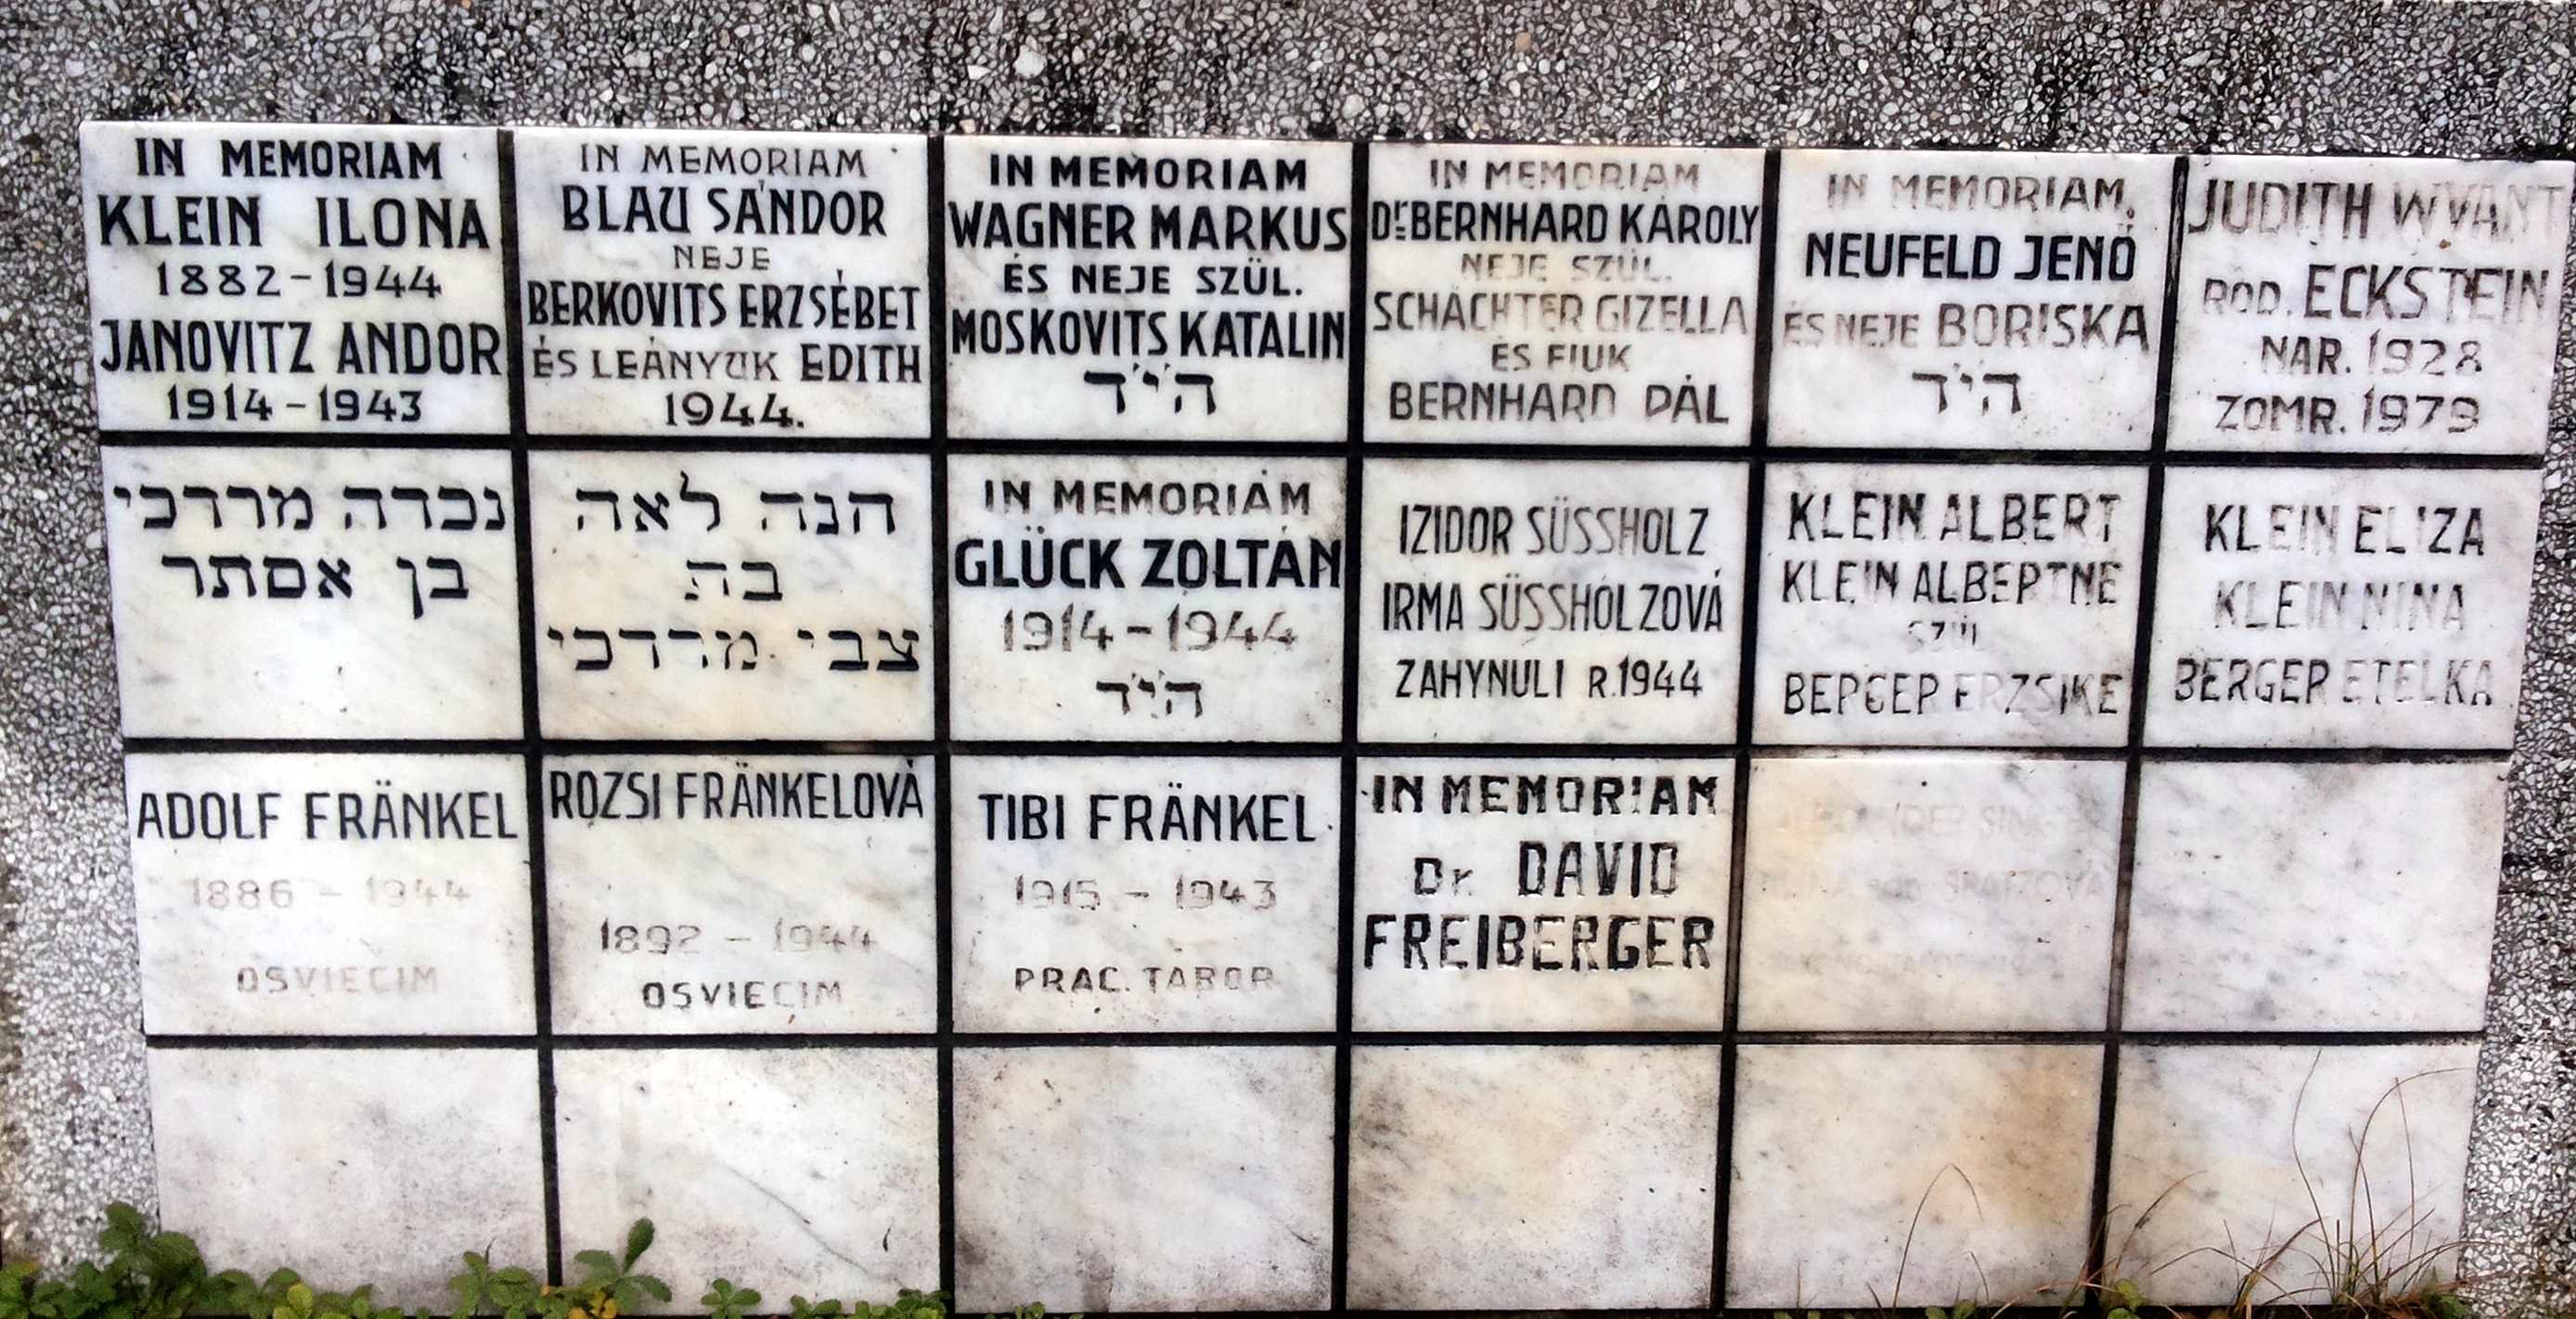 IN MEMORIAM
KLEIN ILONA
1882-1944
JANOVITZ ANDOR
1914-1943
IN MEMORIAM
BLAU SÁNDOR
NEJE
BERKOVITS ERZSÉBET
ÉS LEÁNYUK EDITH
1944.
IN MEMORIAM
WAGNER MARKUS
ÉS NEJE SZÜL.
MOSKOVITS KATALIN
ה'י'ד
IN MEMORIAM
Dr BERNHARD KÁROLY
NEJE SZÜL.
SCHÄCHTER GIZELLA
ÉS FIUK
BERNHARD PÁL
IN MEMORIAM
NEUFELD JENŐ
ÉS NEJE BORISKA
ה'י'ד
JUDITH WYANT
ROD. ECKSTEIN
NAR. 1928
ZOMR. 1979
נכדה מרדכי
בן אסתר
הנה לאה
בה
צבי מרדכי
IN MEMORIAM
GLÜCK ZOLTÁN
1914-1944
ה'י'ד
IZIDOR SÜSSHOLZ
IRMA SÜSSHOLZOVÁ
ZAHYNULI R.1944
KLEIN ALBERT
KLEIN ALBERTNÉ
SZÜL
BERGER ERZSIKE
KLEIN ELIZA
KLEIN NINA
BERGER ETELKA
ADOLF FRÄNKEL
1886 - 1944
OSVIECIM
ROZSI FRÄNKELOVÁ
1892 - 1944
OSVIECIM
TIBI FRÄNKEL
1915 - 1943
PRAC. TÁBOR
IN MEMORIAM
Dr. DAVID
FREIBERGER